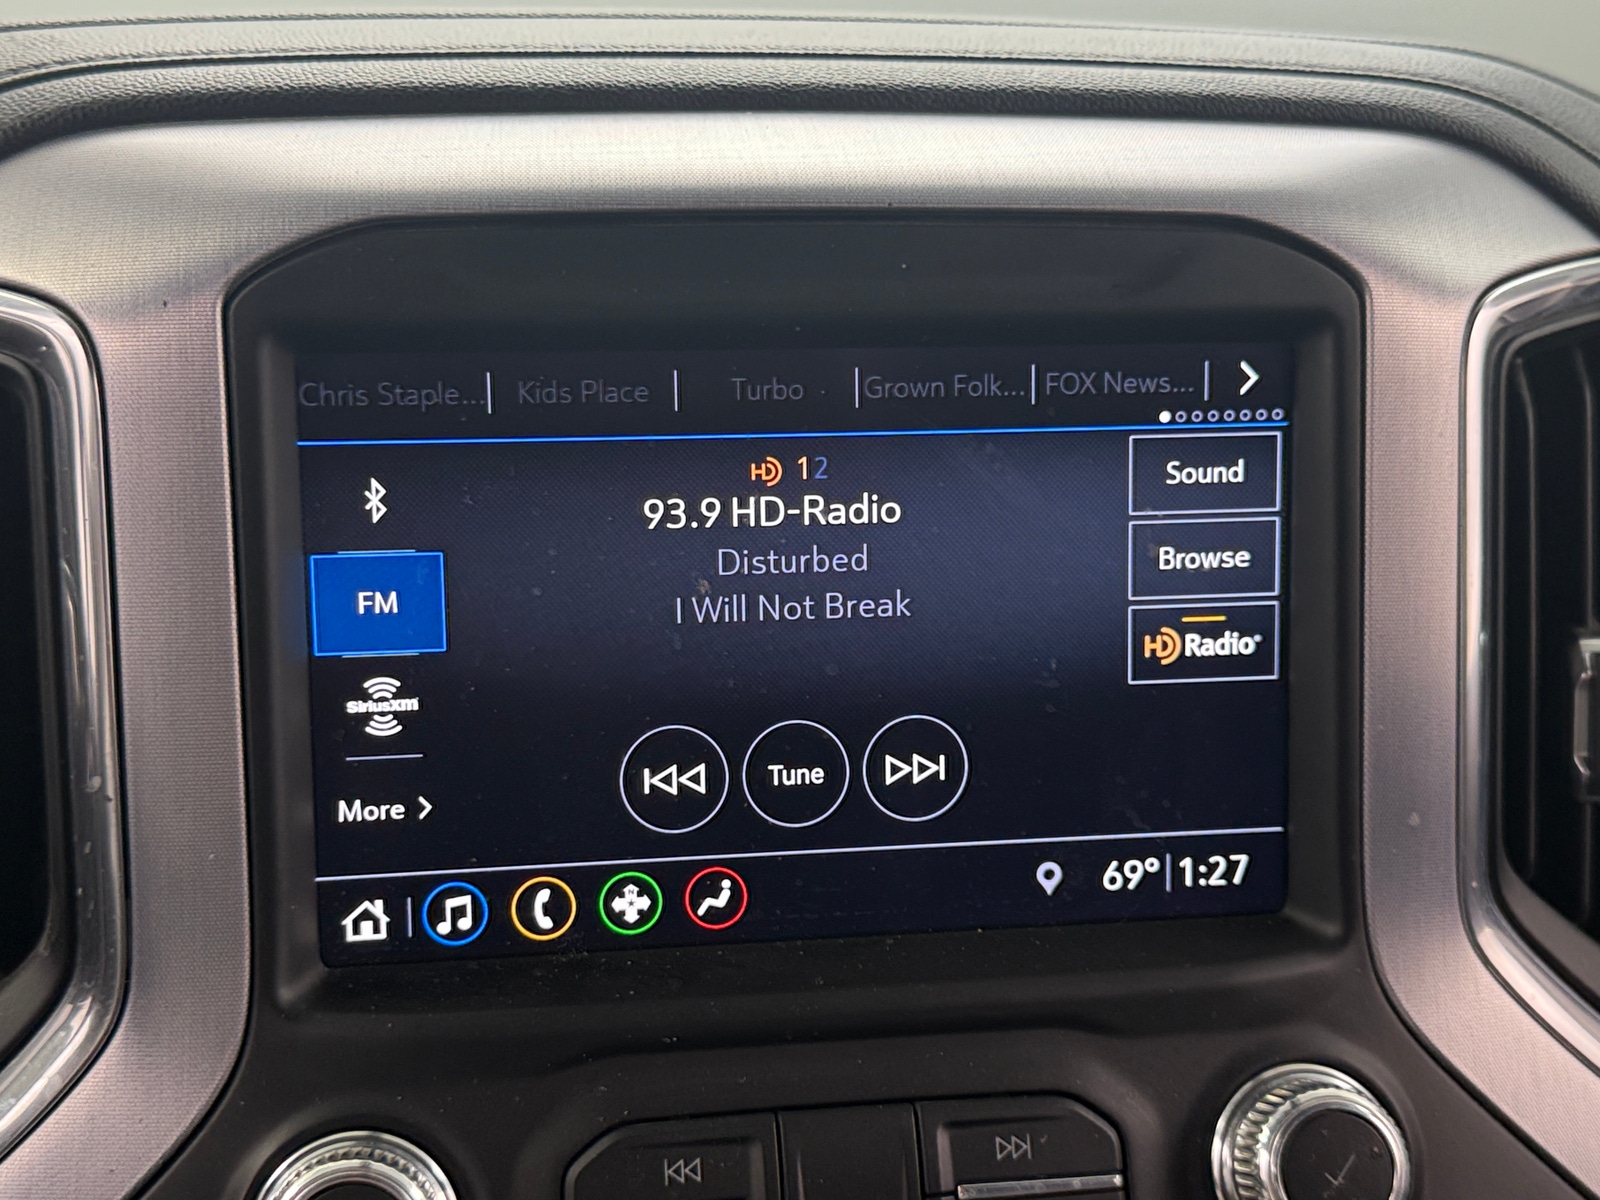 Chris Staple... | Kids Place | Turbo | Grown Folk... | FOX News... |
HD 12
93.9 HD-Radio
Disturbed
I Will Not Break
FM
SiriusXM
More
Sound
Browse
HD Radio
Tune
69° | 1:27